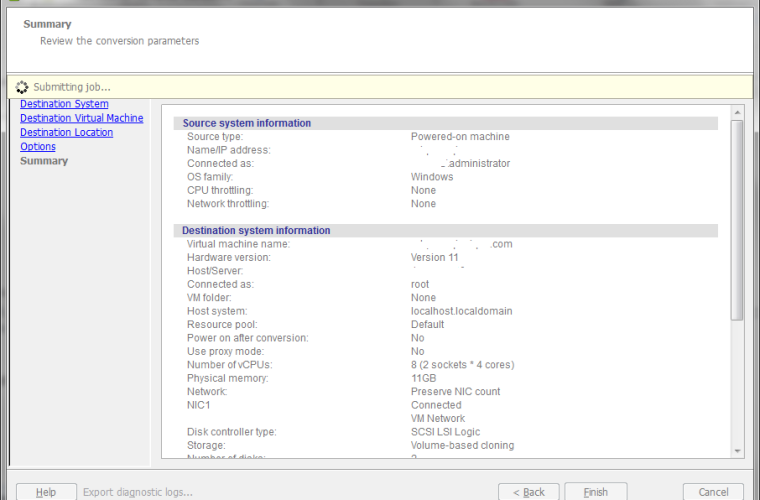 Summary
Review the conversion parameters
Submitting job...
Destination System
Destination Virtual Machine
Destination Location
Options
Summary
Source system information
Source type: Powered-on machine
Name/IP address:
Connected as: administrator
OS family: Windows
CPU throttling: None
Network throttling: None
Destination system information
Virtual machine name: .com
Hardware version: Version 11
Host/Server:
Connected as: root
VM folder: None
Host system: localhost.localdomain
Resource pool: Default
Power on after conversion: No
Use proxy mode: No
Number of vCPUs: 8 (2 sockets * 4 cores)
Physical memory: 11GB
Network: Preserve NIC count
NIC1 Connected
VM Network
Disk controller type: SCSI LSI Logic
Storage: Volume-based cloning
Number of disks: 2
Help Export diagnostic logs... < Back Finish Cancel